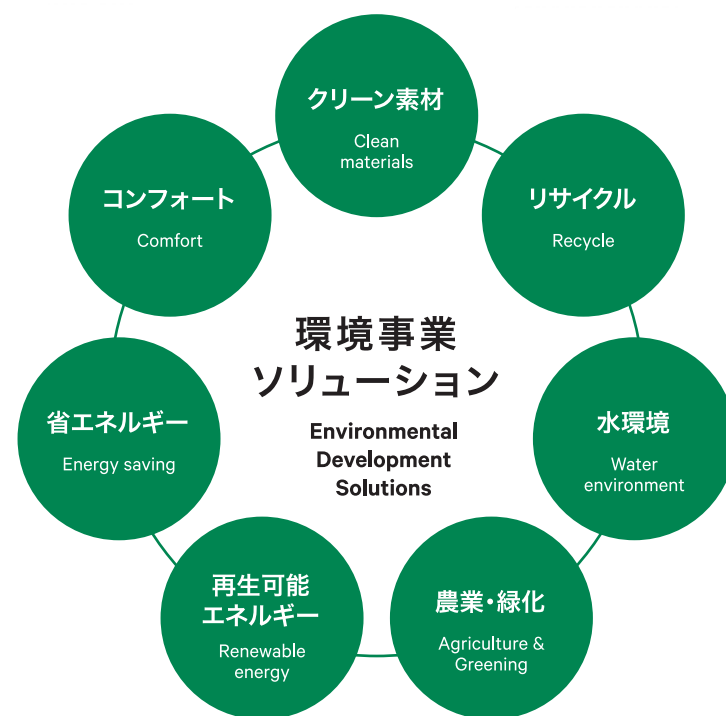 クリーン素材
Clean
materials
コンフォート
Comfort
リサイクル
Recycle
環境事業
ソリューション
Environmental
Development
Solutions
省エネルギー
Energy saving
水環境
Water
environment
再生可能
エネルギー
Renewable
energy
農業・緑化
Agriculture &
Greening